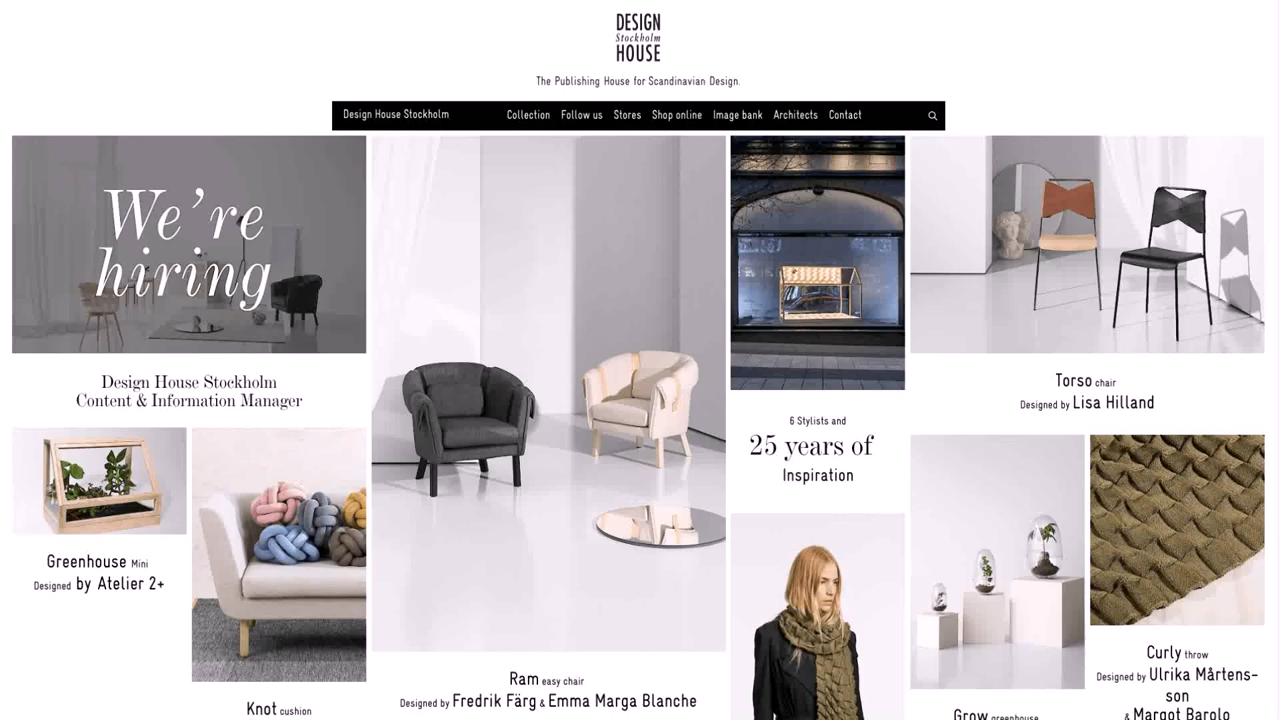 DESIGN
Stockholm
HOUSE
The Publishing House for Scandinavian Design.
Design House Stockholm
Collection
Follow us
Stores
Shop online
Image bank
Architects
Contact
We're
hiring
Design House Stockholm
Content & Information Manager
Greenhouse Mini
Designed by Atelier 2+
Knot cushion
Ram easy chair
Designed by Fredrik Färg & Emma Marga Blanche
6 Stylists and
25 years of
Inspiration
Torso chair
Designed by Lisa Hilland
Grow greenhouse
Curly throw
Designed by Ulrika Mårtens-
son
& Margot Barolo